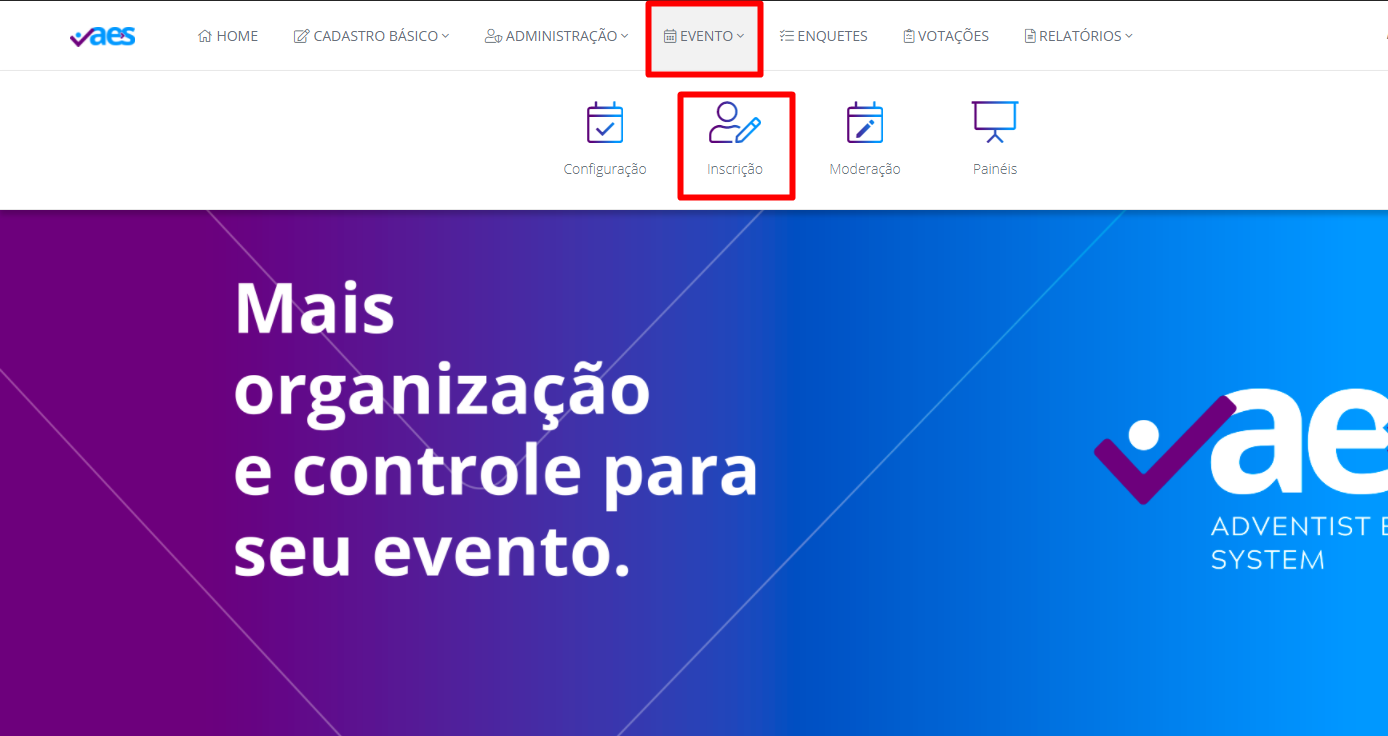 aes
HOME
CADASTRO BÁSICO
ADMINISTRAÇÃO
EVENTO
ENQUETES
VOTAÇÕES
RELATÓRIOS
Configuração
Inscrição
Moderação
Painéis
Mais
organização
e controle para
seu evento.
ae
ADVENTIST E
SYSTEM